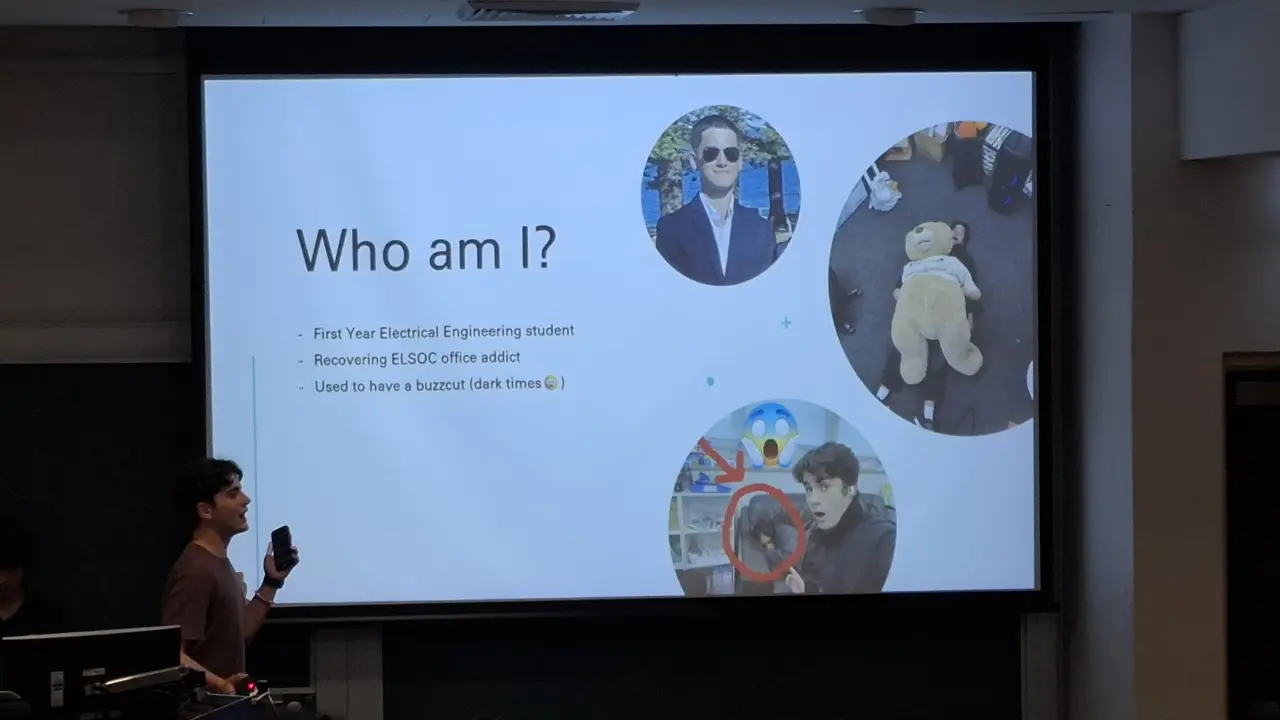 Who am I?
- First Year Electrical Engineering student
- Recovering ELSOC office addict
- Used to have a buzzcut (dark times😢)